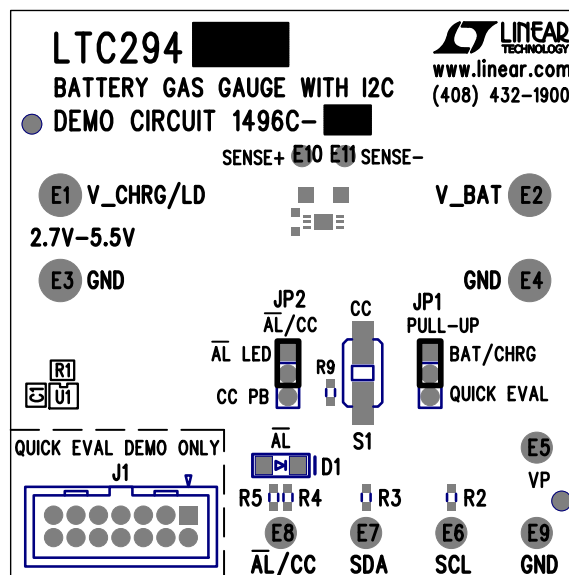 LTC294
LINEAR
TECHNOLOGY
www.linear.com
(408) 432-1900
BATTERY GAS GAUGE WITH I2C
DEMO CIRCUIT 1496C-
SENSE+ E10 E11 SENSE-
E1 V_CHRG/LD
V_BAT E2
2.7V-5.5V
E3 GND
GND E4
JP2
AL/CC
CC
JP1
PULL-UP
AL LED
BAT/CHRG
R9
CC PB
QUICK EVAL
R1
C1 U1
S1
QUICK EVAL DEMO ONLY
J1
AL
D1
E5
VP
R5 R4
R3
R2
E8
E7
E6
E9
AL/CC
SDA
SCL
GND